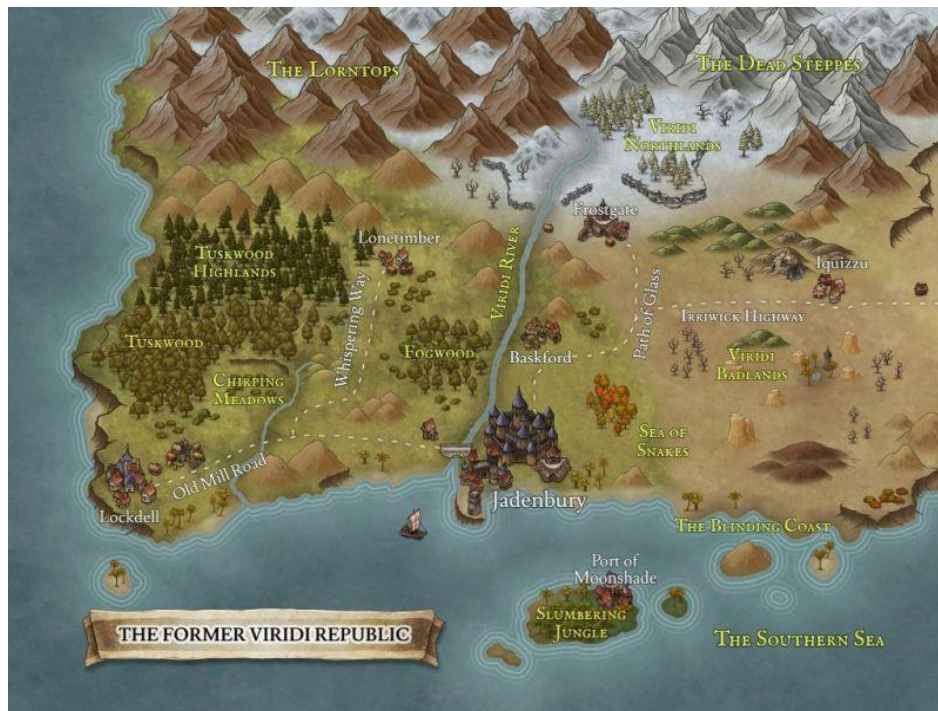 The Lorntops
The Dead Steppes
Viridi
Northlands
Frostgate
Lonetimber
Tuskwood
Highlands
Viridi River
Iquizzu
Whispering Way
Path of Glass
Irriwick Highway
Tuskwood
Fogwood
Baskford
Viridi
Badlands
Chirping
Meadows
Sea of
Snakes
Old Mill Road
Jadenbury
Lockdell
The Blinding Coast
Port of
Moonshade
Slumbering
Jungle
THE FORMER VIRIDI REPUBLIC
The Southern Sea